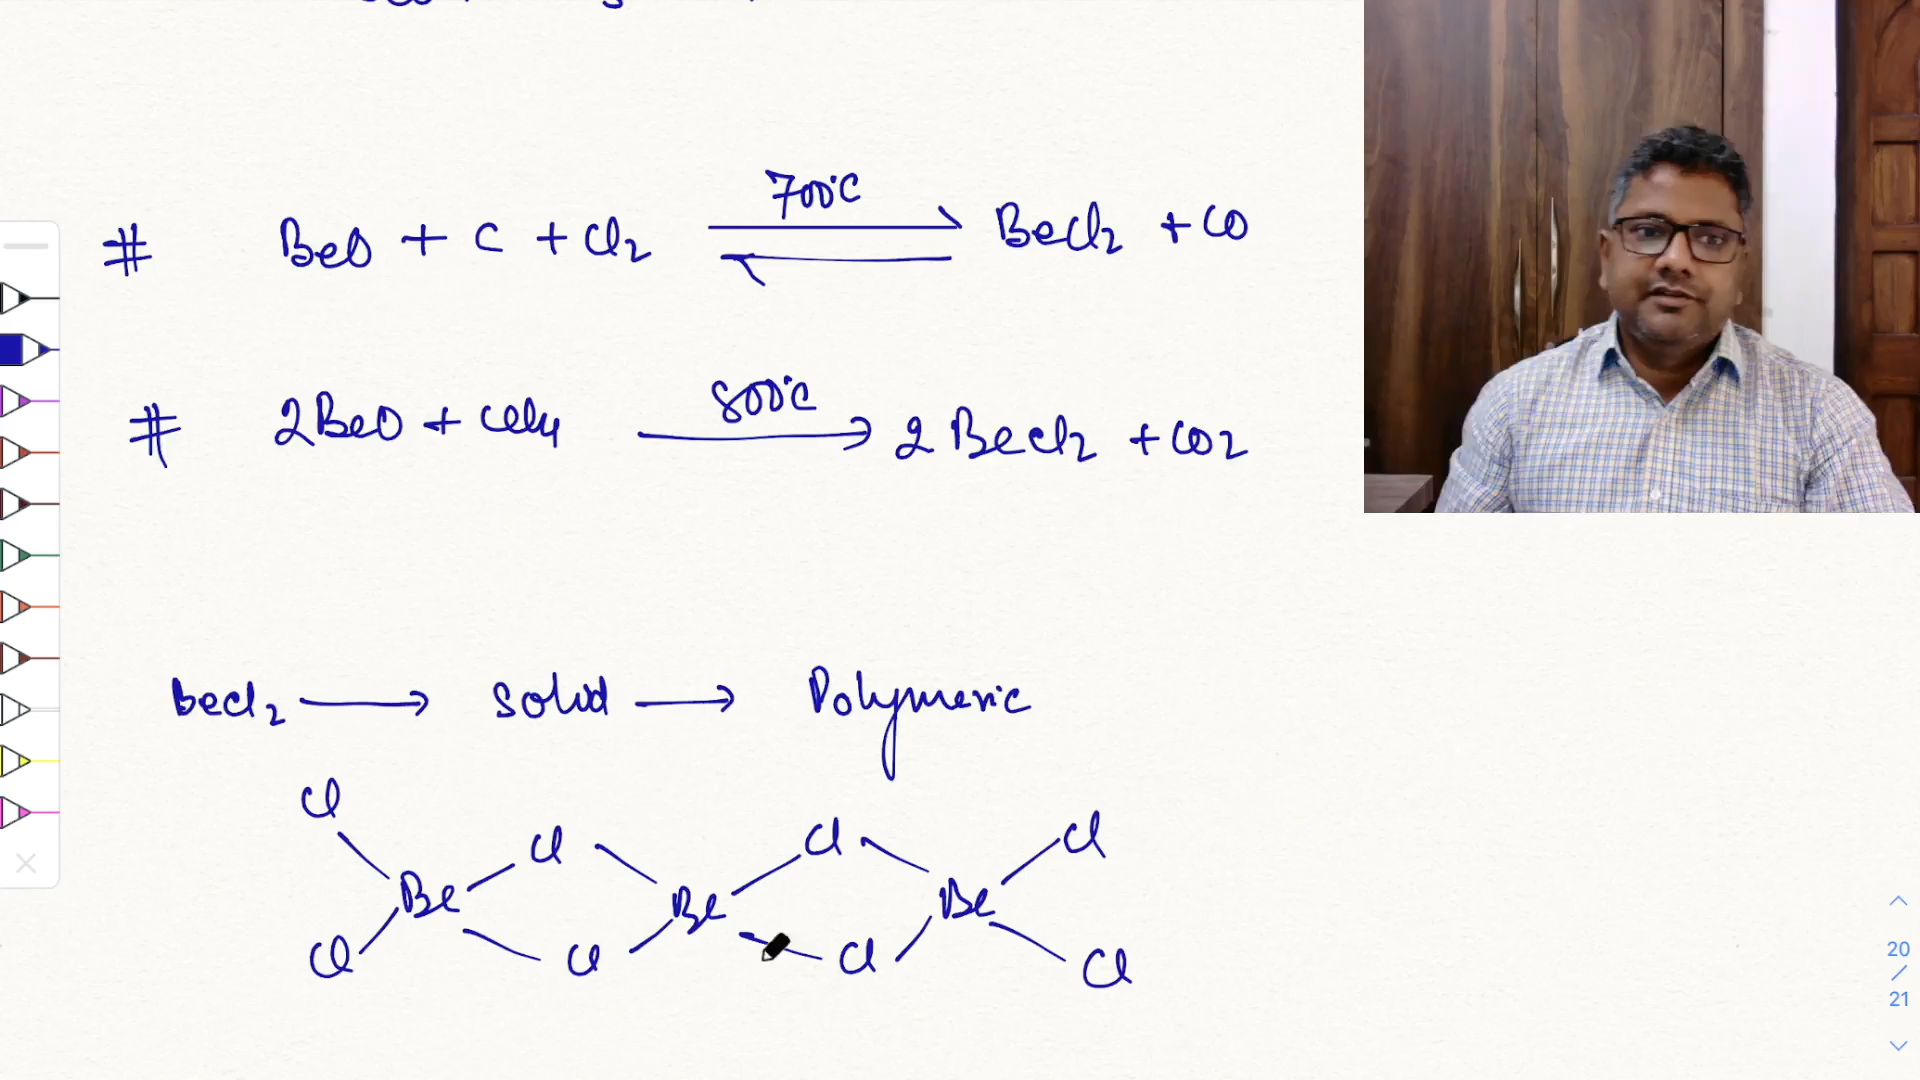 700°C
# BeO + C + Cl2 ⇌ BeCl2 + CO
800°C
# 2BeO + CCl4 → 2BeCl2 + CO2
BeCl2 → Solid → Polymeric
Cl Cl Cl Cl
Be Be Be
Cl Cl Cl Cl
20
/
21